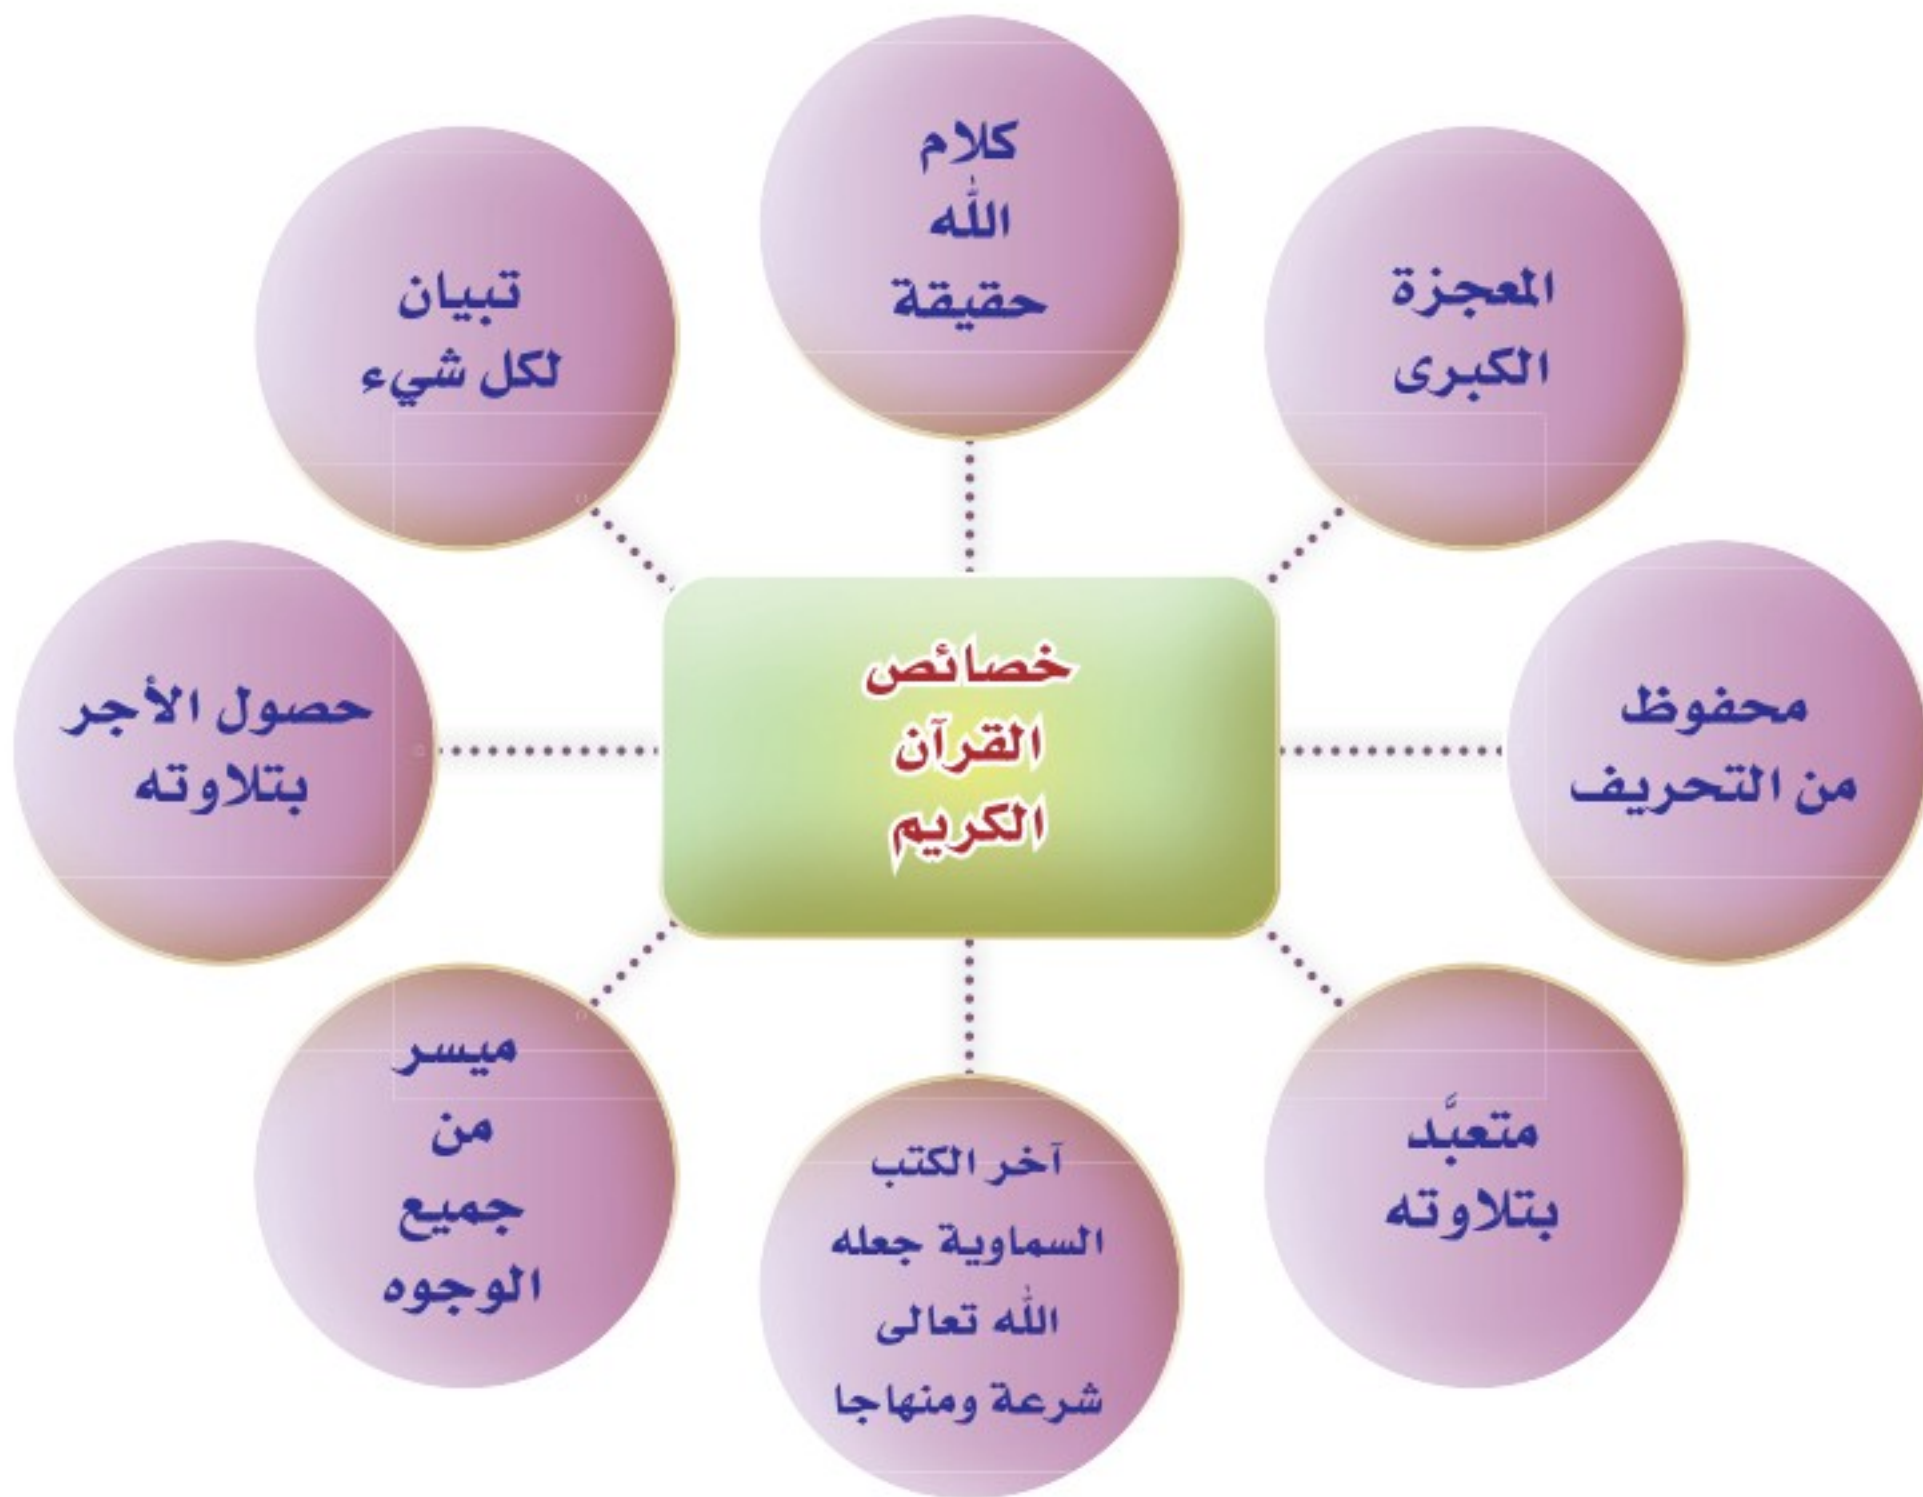 خصائص
القرآن
الكريم
كلام
الله
حقيقة
المعجزة
الكبرى
محفوظ
من التحريف
متعبَّد
بتلاوته
آخر الكتب
السماوية جعله
الله تعالى
شرعة ومنهاجا
ميسر
من
جميع
الوجوه
حصول الأجر
بتلاوته
تبيان
لكل شيء